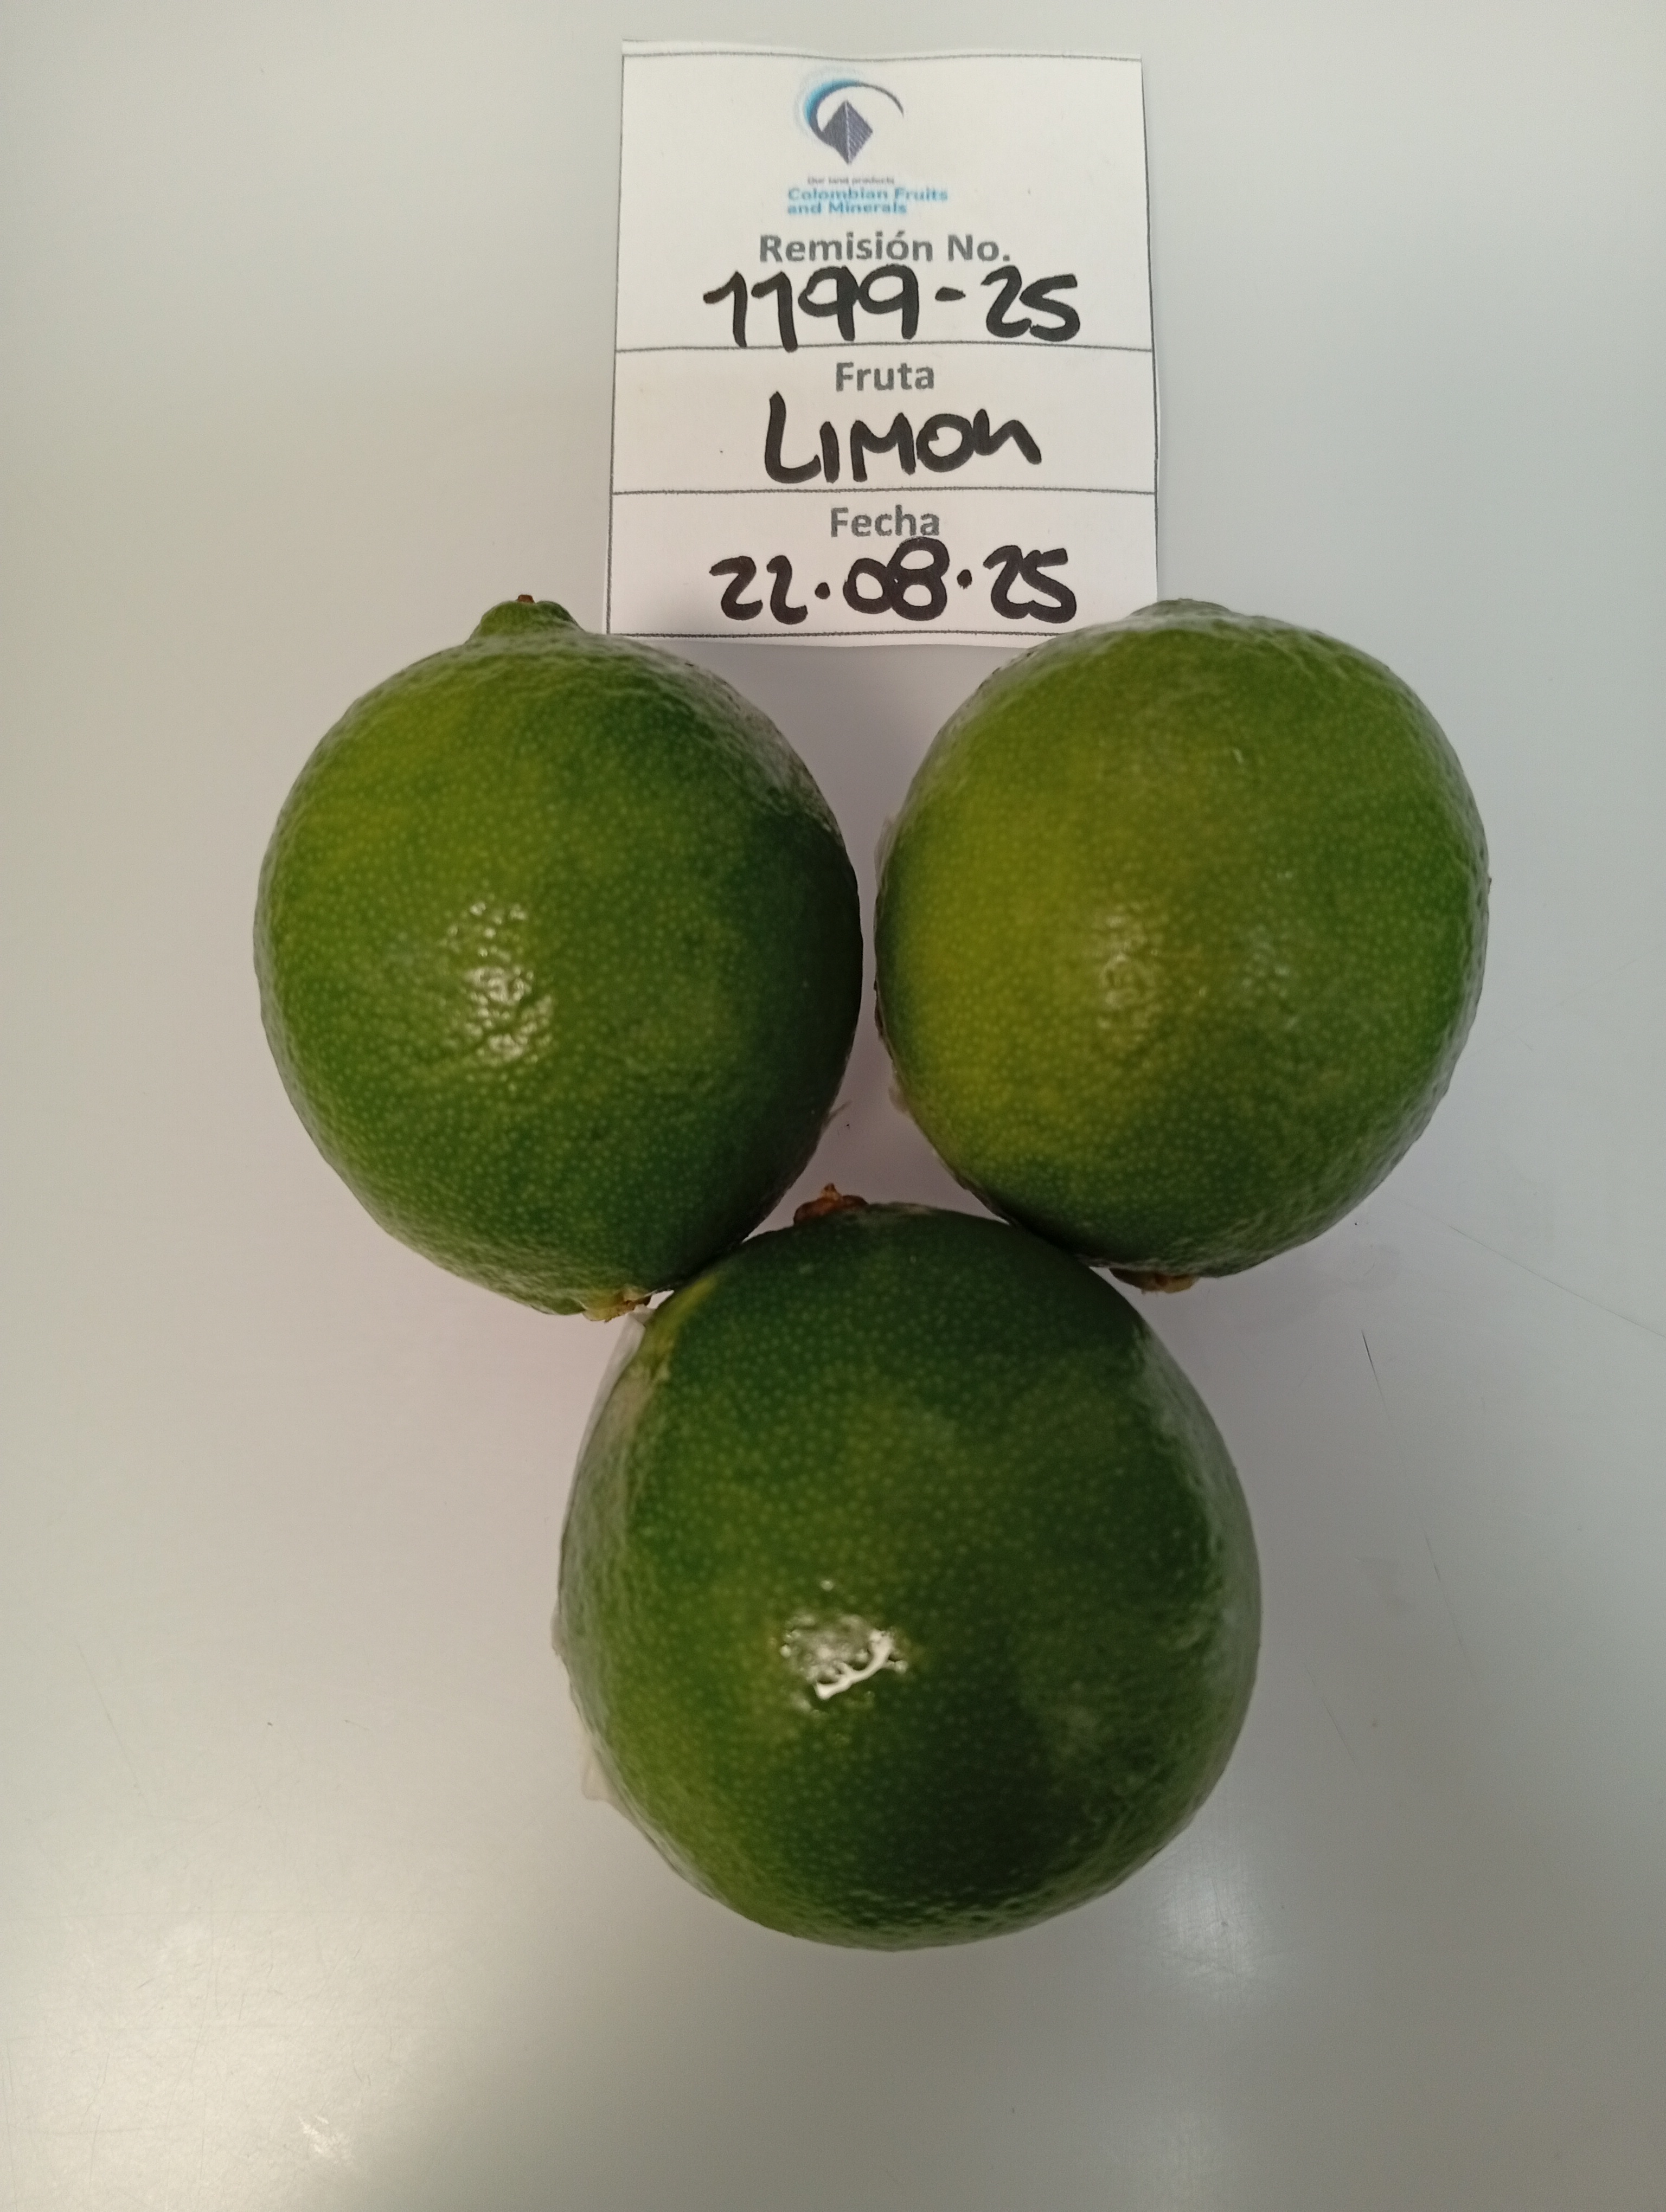 Our land products
Colombian Fruits
and Minerals
Remisión No.
1199-25
Fruta
LIMON
Fecha
22.08.25